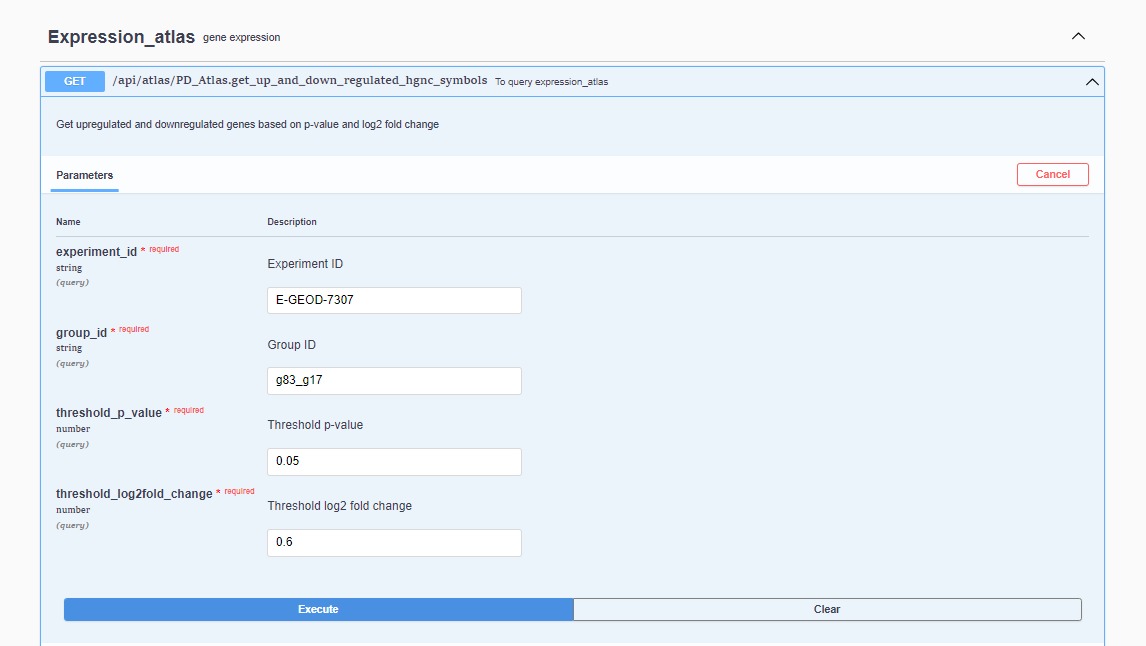 Expression_atlas gene expression
GET /api/atlas/PD_Atlas.get_up_and_down_regulated_hgnc_symbols To query expression_atlas
Get upregulated and downregulated genes based on p-value and log2 fold change
Parameters Cancel
Name Description
experiment_id * required
string
(query)
Experiment ID
E-GEOD-7307
group_id * required
string
(query)
Group ID
g83_g17
threshold_p_value * required
number
(query)
Threshold p-value
0.05
threshold_log2fold_change * required
number
(query)
Threshold log2 fold change
0.6
Execute Clear